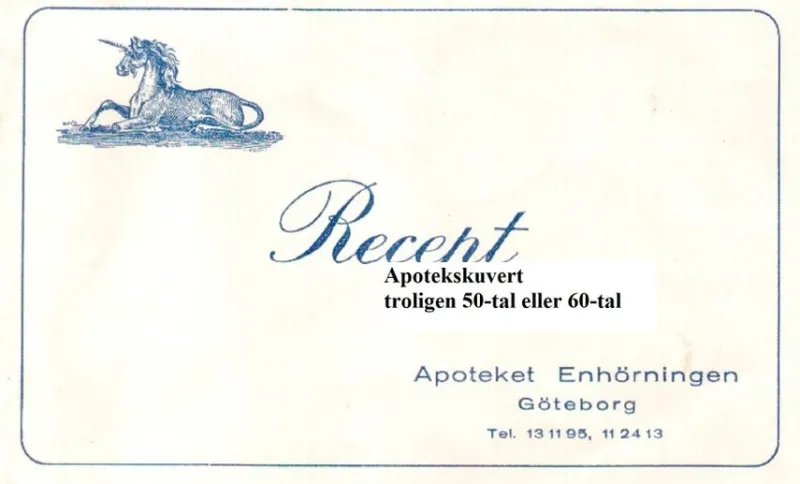 Recept
Apotekskuvert
troligen 50-tal eller 60-tal
Apoteket Enhörningen
Göteborg
Tel. 13 11 95, 11 24 13